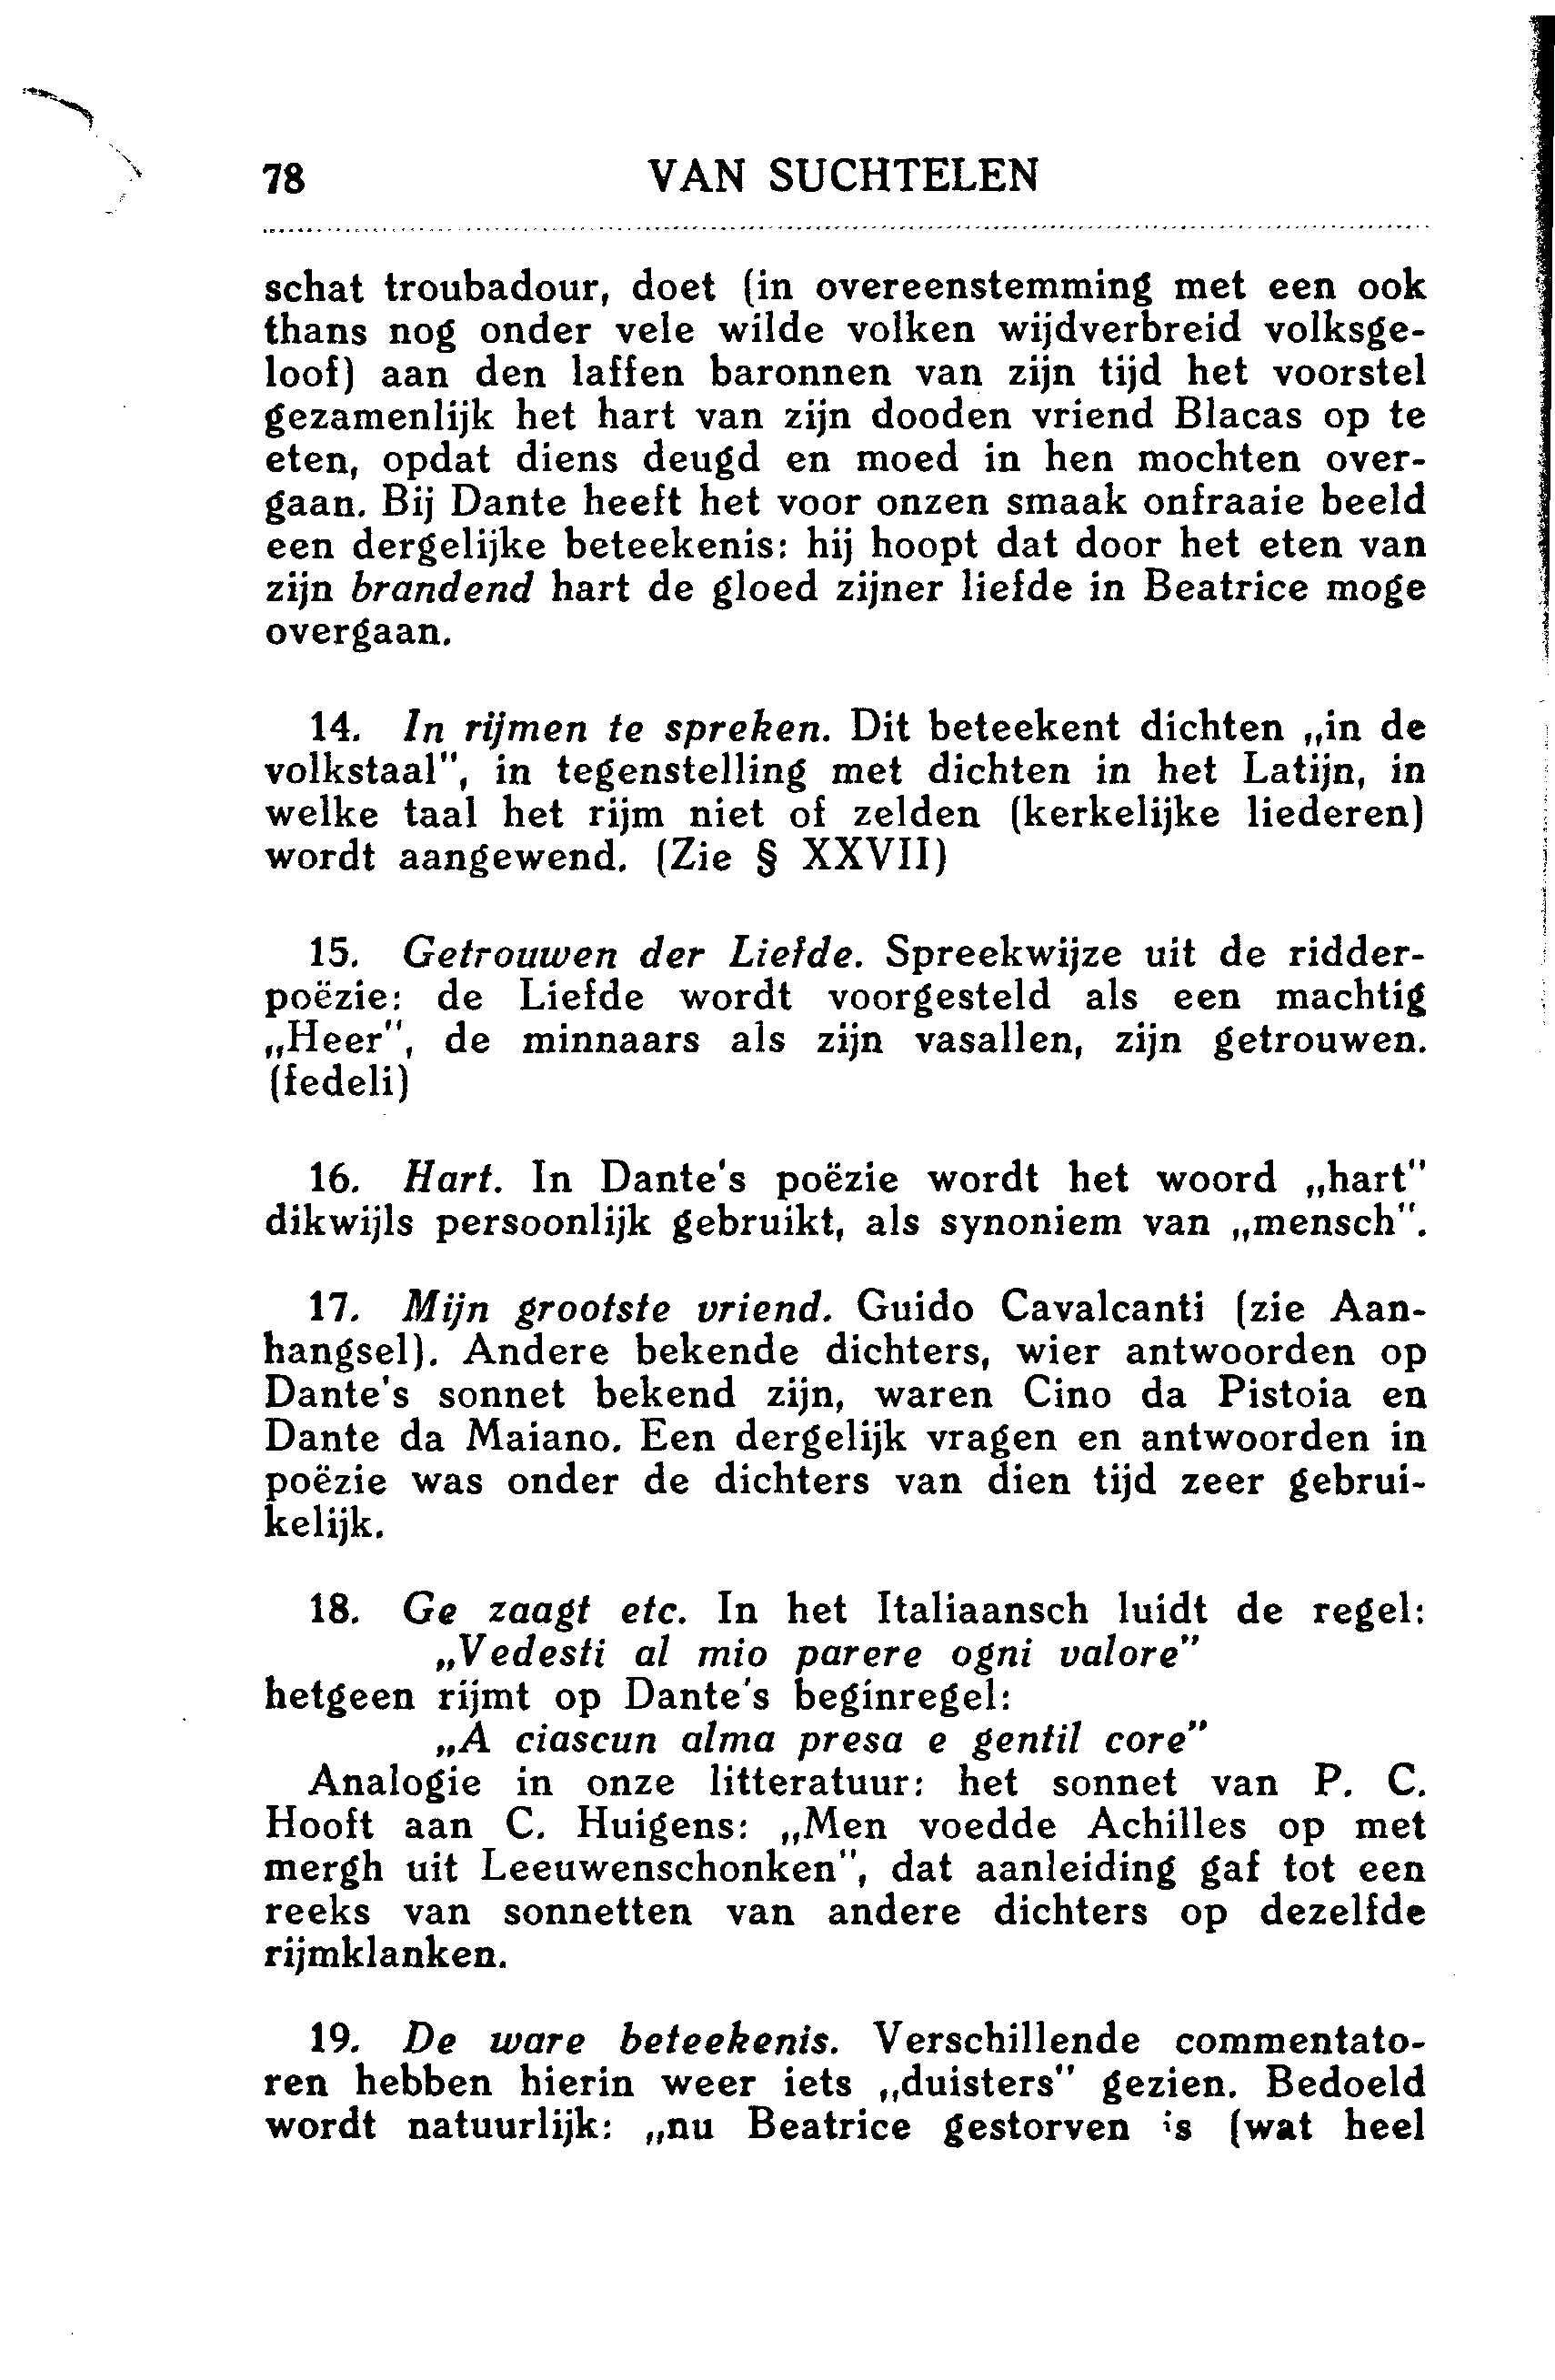 78 VAN SUCHTELEN
schat troubadour, doet (in overeenstemming met een ook
thans nog onder vele wilde volken wijdverbreid volksge-
loof) aan den laffen baronnen van zijn tijd het voorstel
gezamenlijk het hart van zijn dooden vriend Blacas op te
eten, opdat diens deugd en moed in hen mochten over-
gaan. Bij Dante heeft het voor onzen smaak onfraaie beeld
een dergelijke beteekenis: hij hoopt dat door het eten van
zijn brandend hart de gloed zijner liefde in Beatrice moge
overgaan.
14. In rijmen te spreken. Dit beteekent dichten „in de
volkstaal", in tegenstelling met dichten in het Latijn, in
welke taal het rijm niet of zelden (kerkelijke liederen)
wordt aangewend. (Zie § XXVII)
15. Getrouwen der Liefde. Spreekwijze uit de ridder-
poëzie: de Liefde wordt voorgesteld als een machtig
„Heer", de minnaars als zijn vasallen, zijn getrouwen.
(fedeli)
16. Hart. In Dante's poëzie wordt het woord „hart"
dikwijls persoonlijk gebruikt, als synoniem van „mensch".
17. Mijn grootste vriend. Guido Cavalcanti (zie Aan-
hangsel). Andere bekende dichters, wier antwoorden op
Dante's sonnet bekend zijn, waren Cino da Pistoia en
Dante da Maiano. Een dergelijk vragen en antwoorden in
poëzie was onder de dichters van dien tijd zeer gebrui-
kelijk.
18. Ge zaagt etc. In het Italiaansch luidt de regel:
„Vedesti al mio parere ogni valore"
hetgeen rijmt op Dante's beginregel:
„A ciascun alma presa e gentil core"
Analogie in onze litteratuur: het sonnet van P. C.
Hooft aan C. Huigens: „Men voedde Achilles op met
mergh uit Leeuwenschonken", dat aanleiding gaf tot een
reeks van sonnetten van andere dichters op dezelfde
rijmklanken.
19. De ware beteekenis. Verschillende commentato-
ren hebben hierin weer iets „duisters" gezien. Bedoeld
wordt natuurlijk: „nu Beatrice gestorven is (wat heel